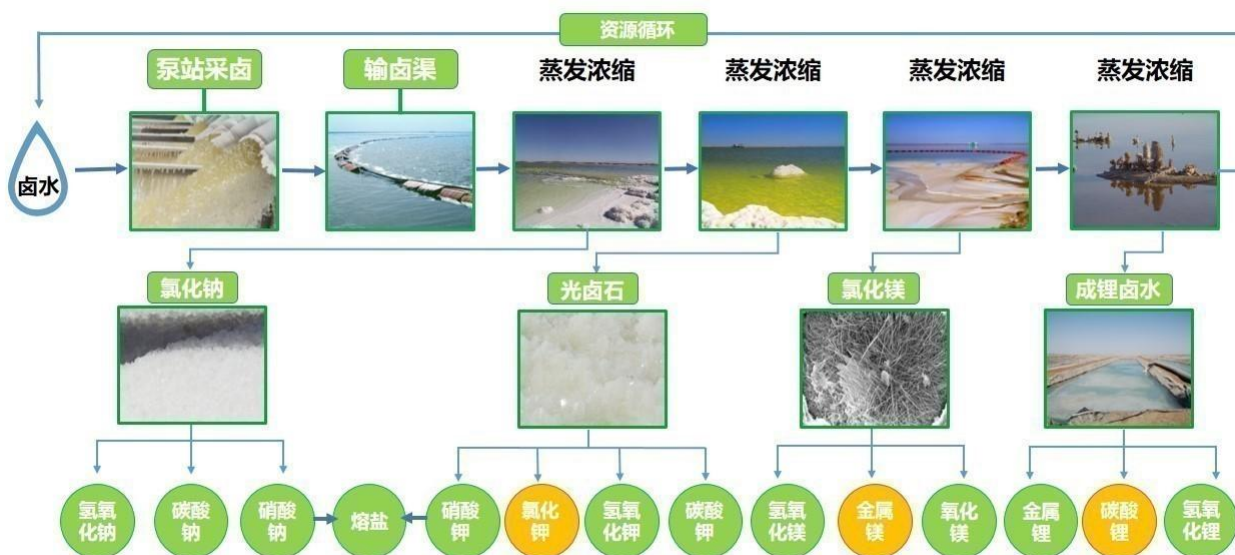 资源循环
泵站采卤
输卤渠
蒸发浓缩
蒸发浓缩
蒸发浓缩
蒸发浓缩
卤水
氯化钠
光卤石
氯化镁
成锂卤水
氢氧
化钠
碳酸
钠
硝酸
钠
熔盐
硝酸
钾
氯化
钾
氢氧
化钾
碳酸
钾
氢氧
化镁
金属
镁
氧化
镁
金属
锂
碳酸
锂
氢氧
化锂